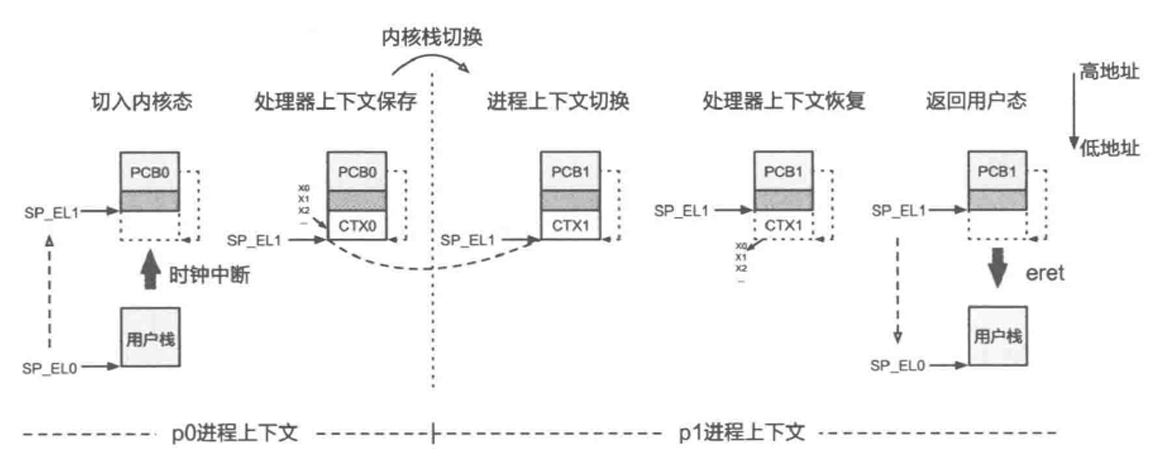 内核栈切换
切入内核态
处理器上下文保存
进程上下文切换
处理器上下文恢复
返回用户态
高地址
低地址
PCB0
SP_EL1
时钟中断
用户栈
SP_EL0
PCB0
X0
X1
X2
...
CTX0
SP_EL1
PCB1
SP_EL1
CTX1
PCB1
SP_EL1
CTX1
X0
X1
X2
...
PCB1
SP_EL1
eret
用户栈
SP_EL0
p0进程上下文
p1进程上下文